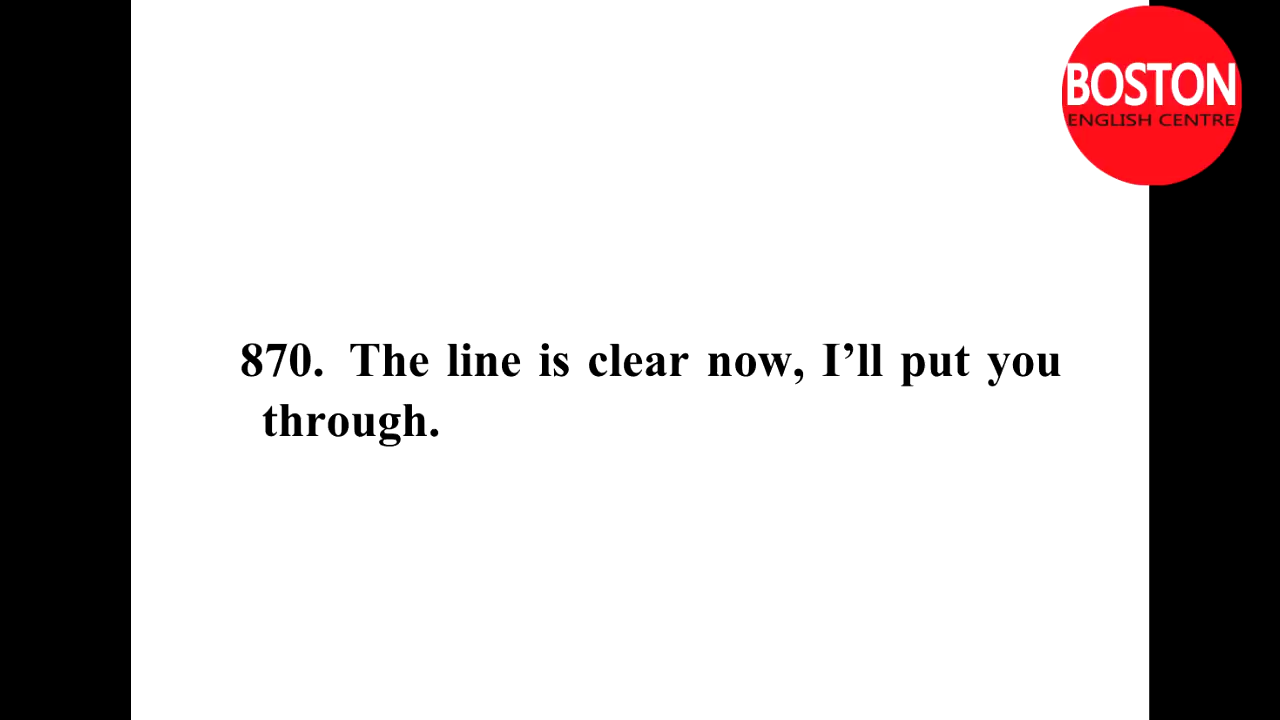 BOSTON
ENGLISH CENTRE
870. The line is clear now, I’ll put you
through.